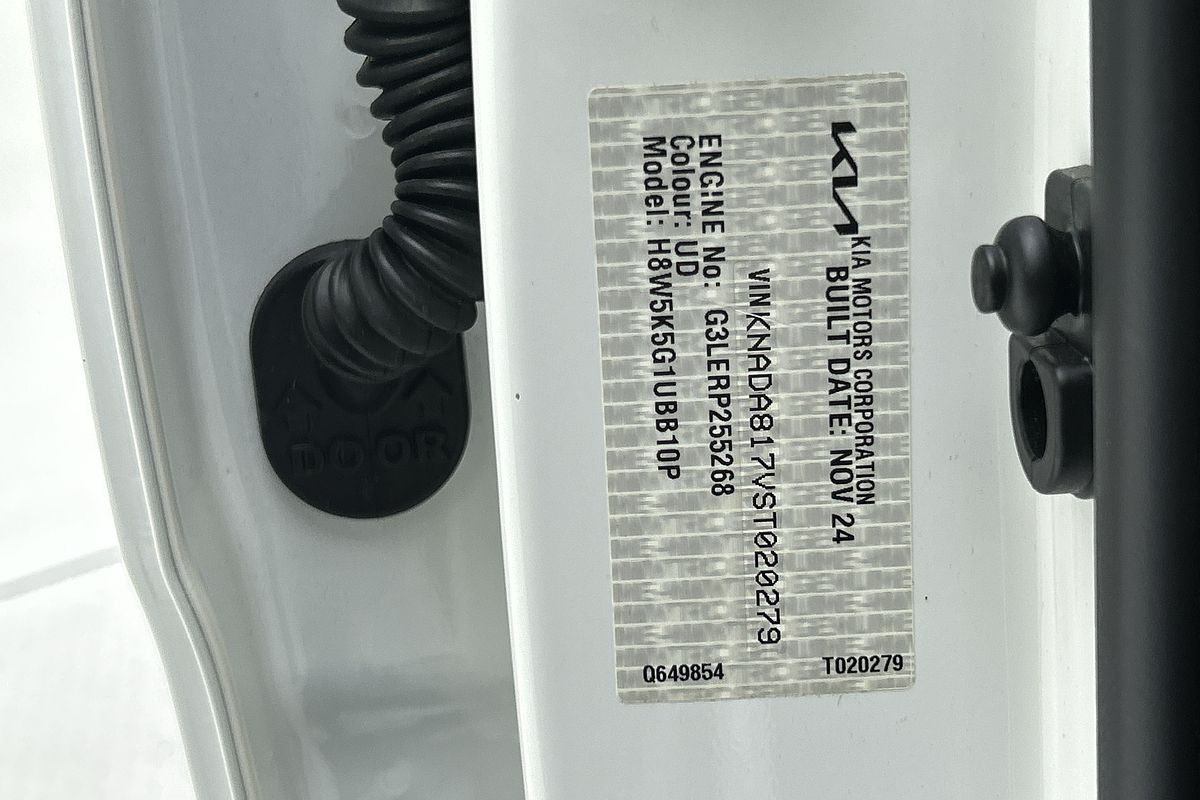 KIA
KIA MOTORS CORPORATION
BUILT DATE: NOV 24
VIN KNADA817VST020279
ENGINE No: G3LERP255268
Colour: UD
Model: H8W5K5G1UBB10P
T020279
Q649854
DOOR